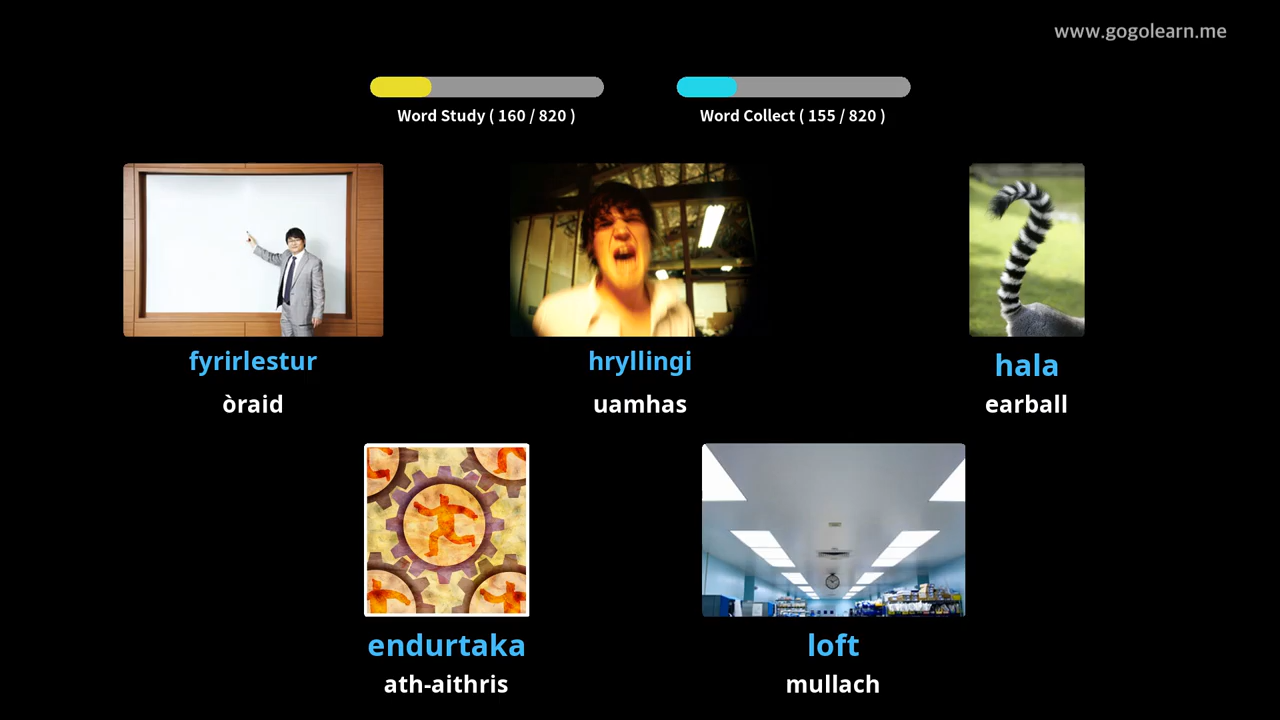 www.gogolearn.me
Word Study ( 160 / 820 )
Word Collect ( 155 / 820 )
fyrirlestur
òraid
hryllingi
uamhas
hala
earball
endurtaka
ath-aithris
loft
mullach